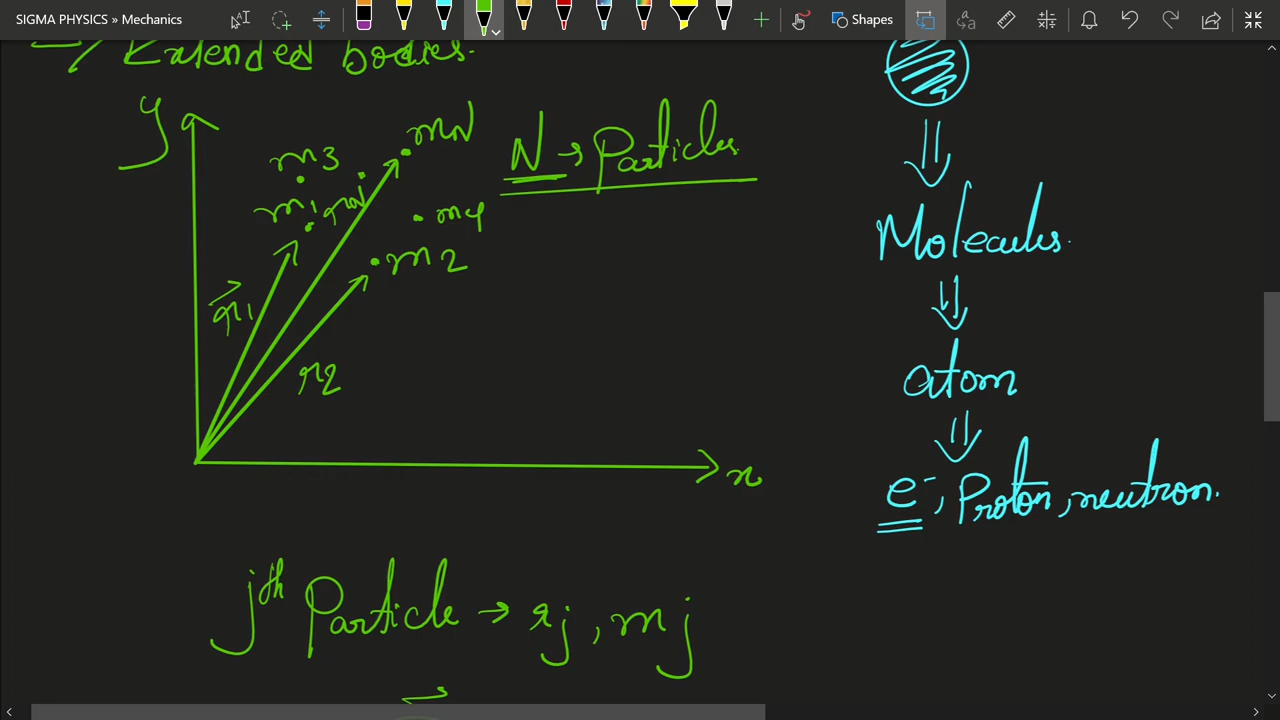 SIGMA PHYSICS » Mechanics
Shapes
→ Extended bodies.
y
mN
N → Particles
m3
m1
rN
m4
m2
r1
r2
x
Molecules.
atom
e⁻, Proton, neutron.
jth Particle → rj, mj